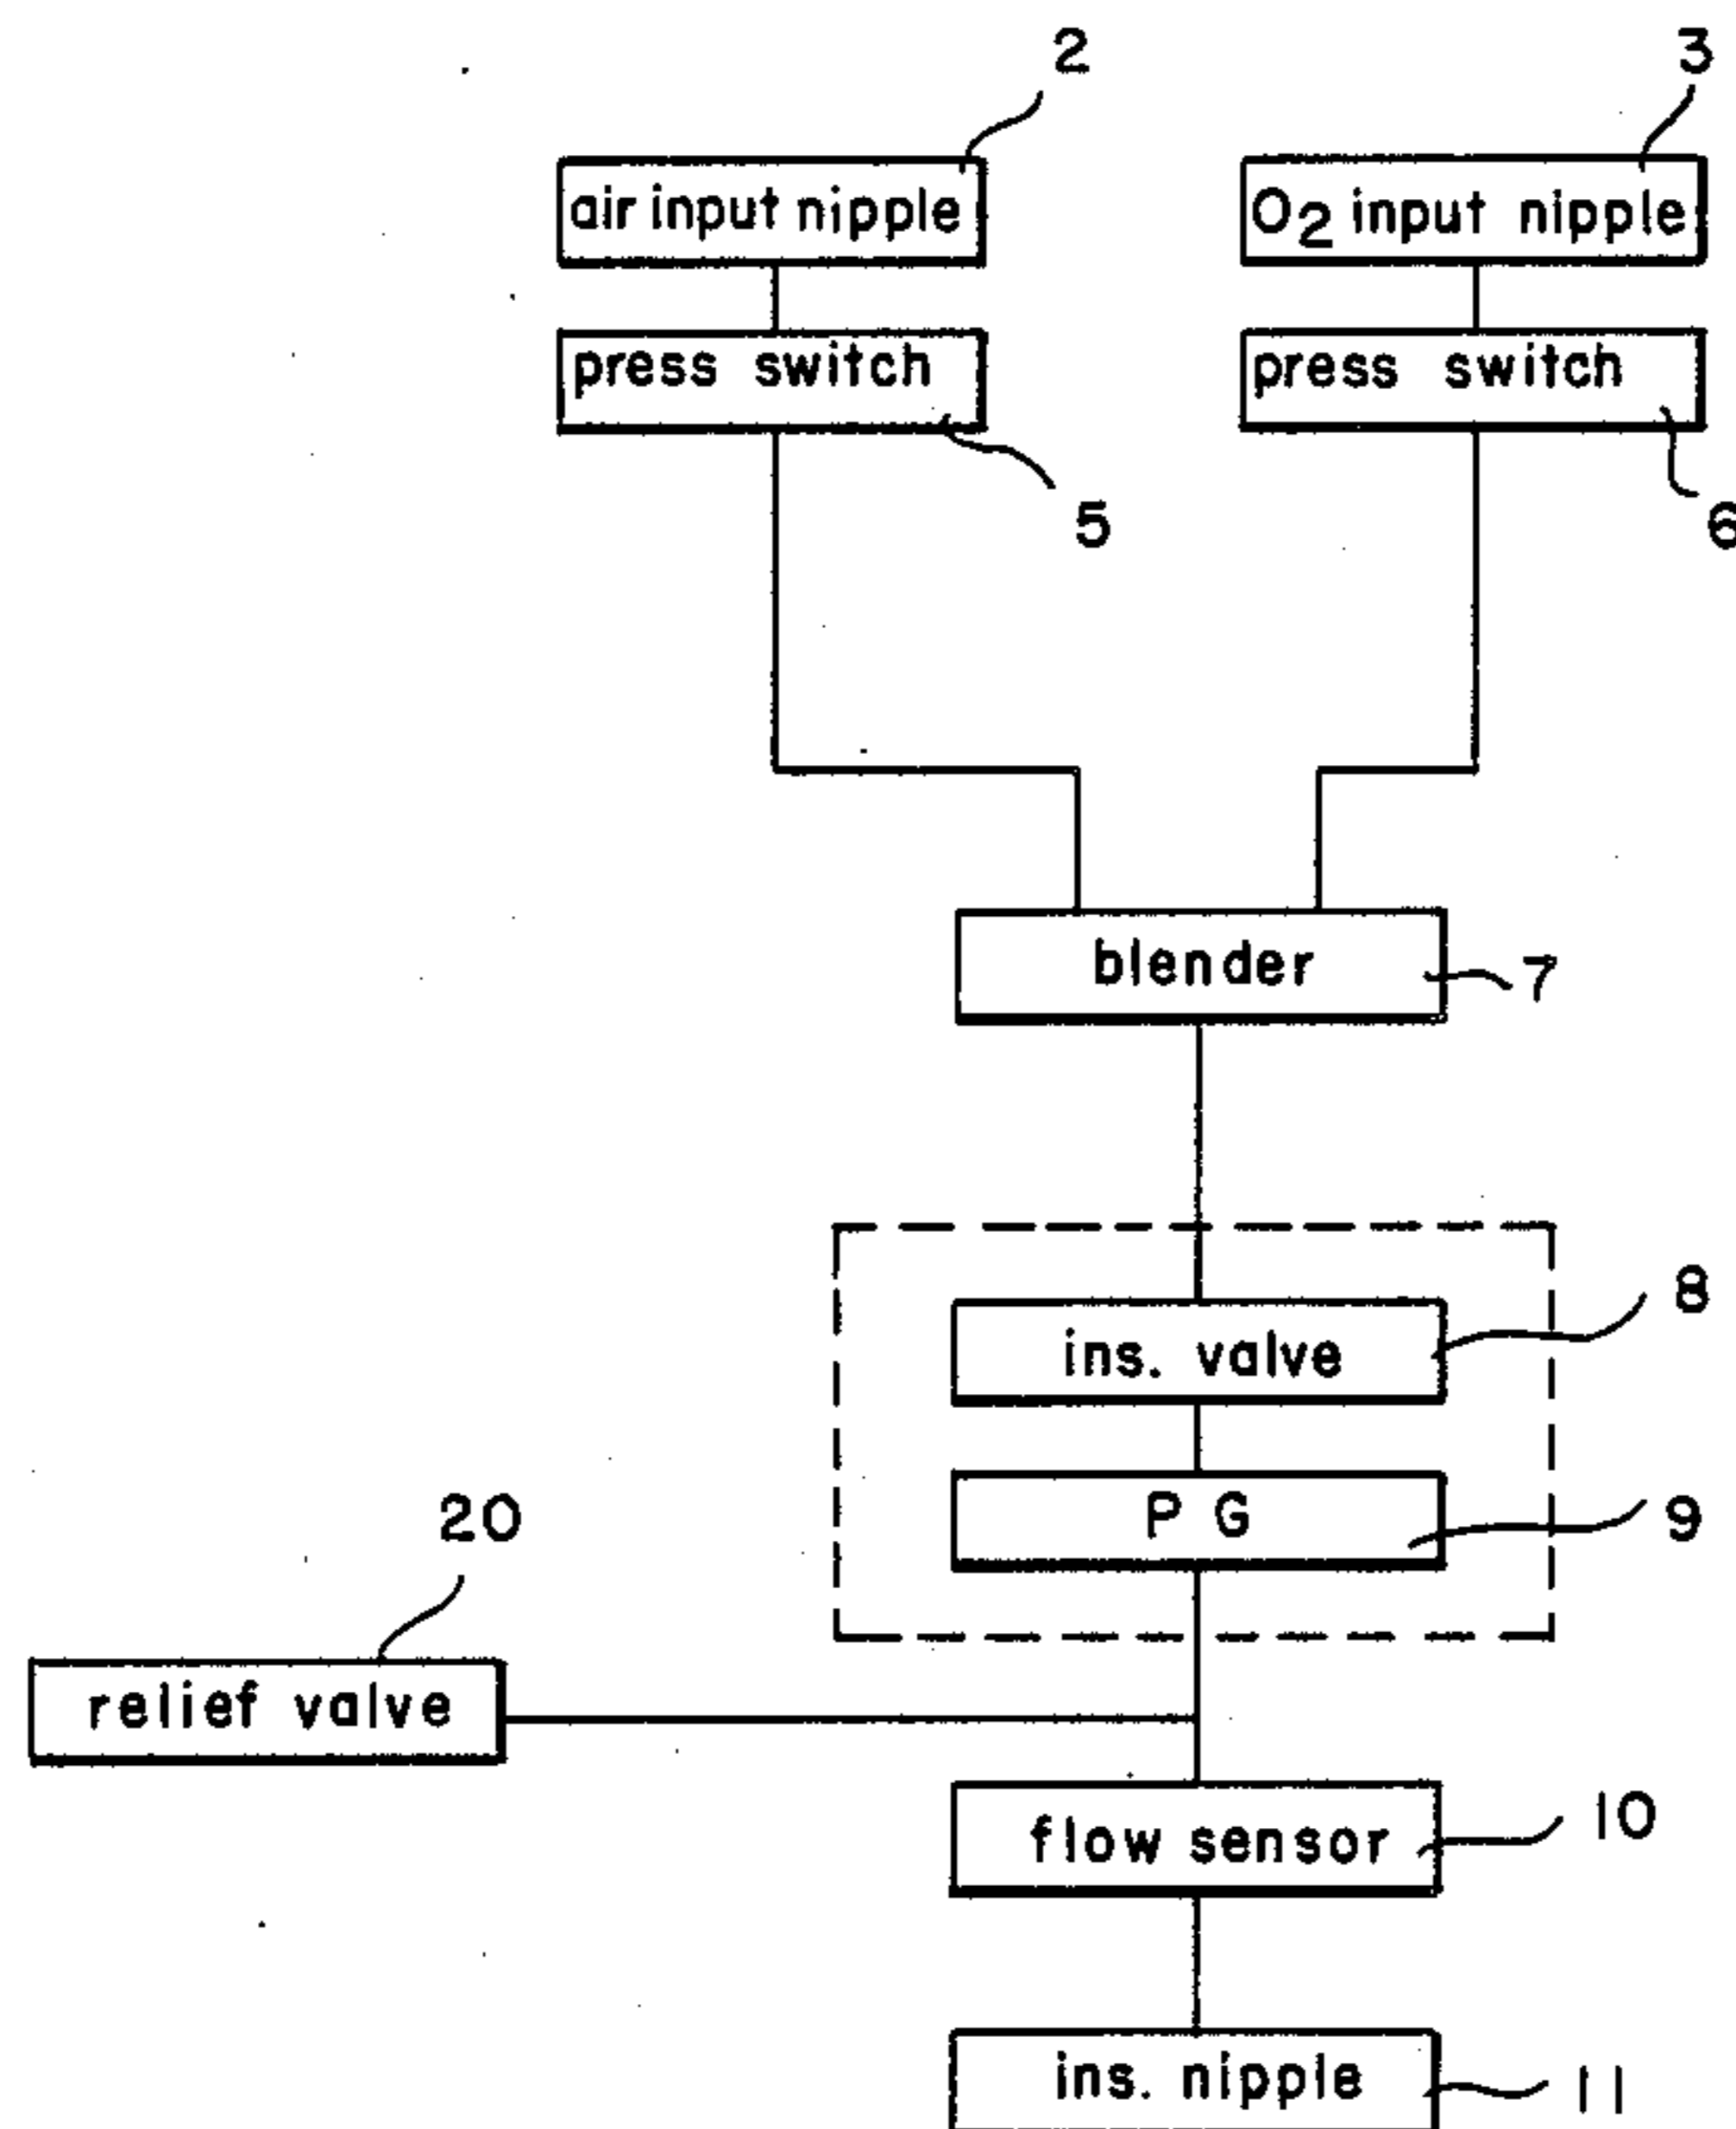 2
3
air input nipple
O2 input nipple
press switch
press switch
5
6
blender
7
ins. valve
8
P G
9
20
relief valve
flow sensor
10
ins. nipple
11